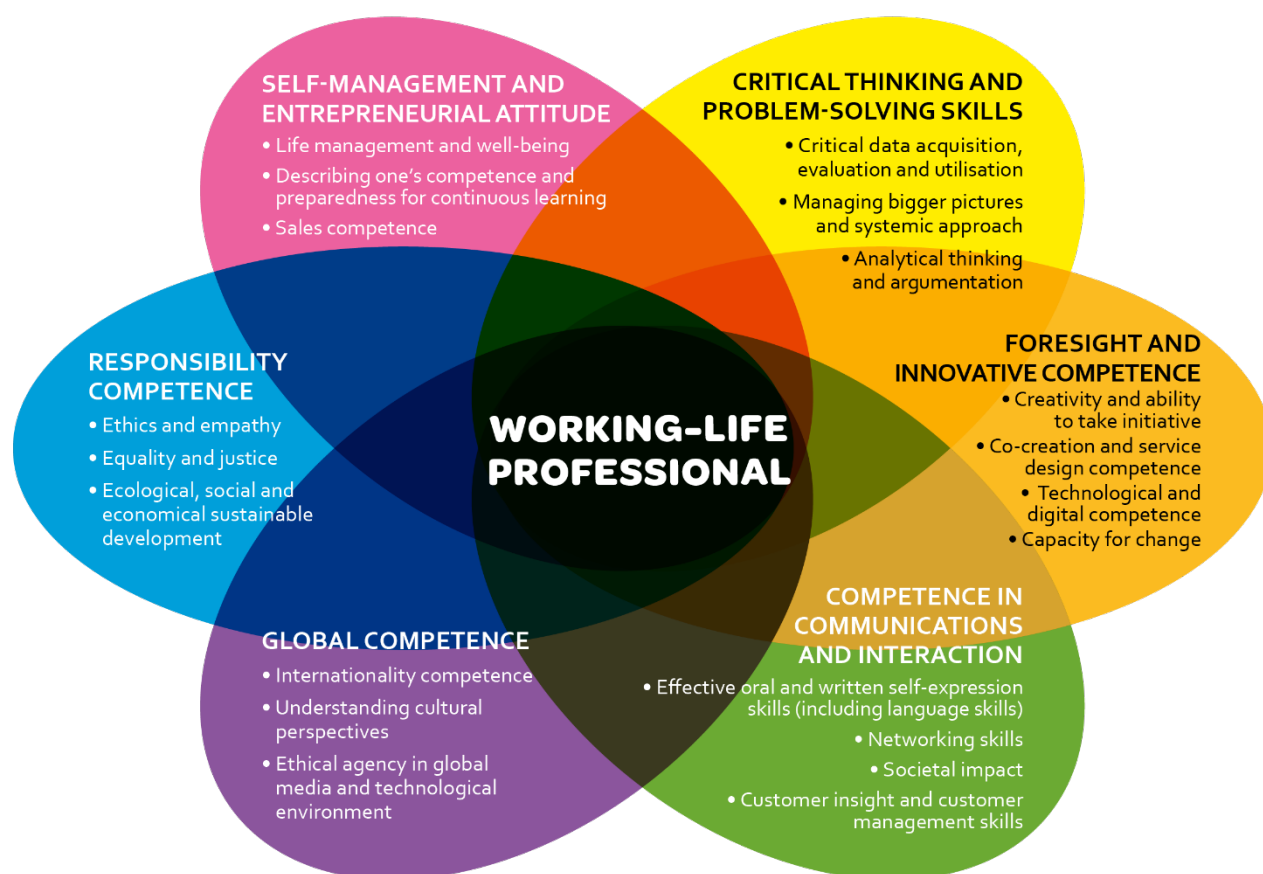 SELF-MANAGEMENT AND
ENTREPRENEURIAL ATTITUDE
• Life management and well-being
• Describing one's competence and
preparedness for continuous learning
• Sales competence
CRITICAL THINKING AND
PROBLEM-SOLVING SKILLS
• Critical data acquisition,
evaluation and utilisation
• Managing bigger pictures
and systemic approach
• Analytical thinking
and argumentation
RESPONSIBILITY
COMPETENCE
• Ethics and empathy
• Equality and justice
• Ecological, social and
economical sustainable
development
WORKING-LIFE
PROFESSIONAL
FORESIGHT AND
INNOVATIVE COMPETENCE
• Creativity and ability
to take initiative
• Co-creation and service
design competence
• Technological and
digital competence
• Capacity for change
GLOBAL COMPETENCE
• Internationality competence
• Understanding cultural
perspectives
• Ethical agency in global
media and technological
environment
COMPETENCE IN
COMMUNICATIONS
AND INTERACTION
• Effective oral and written self-expression
skills (including language skills)
• Networking skills
• Societal impact
• Customer insight and customer
management skills